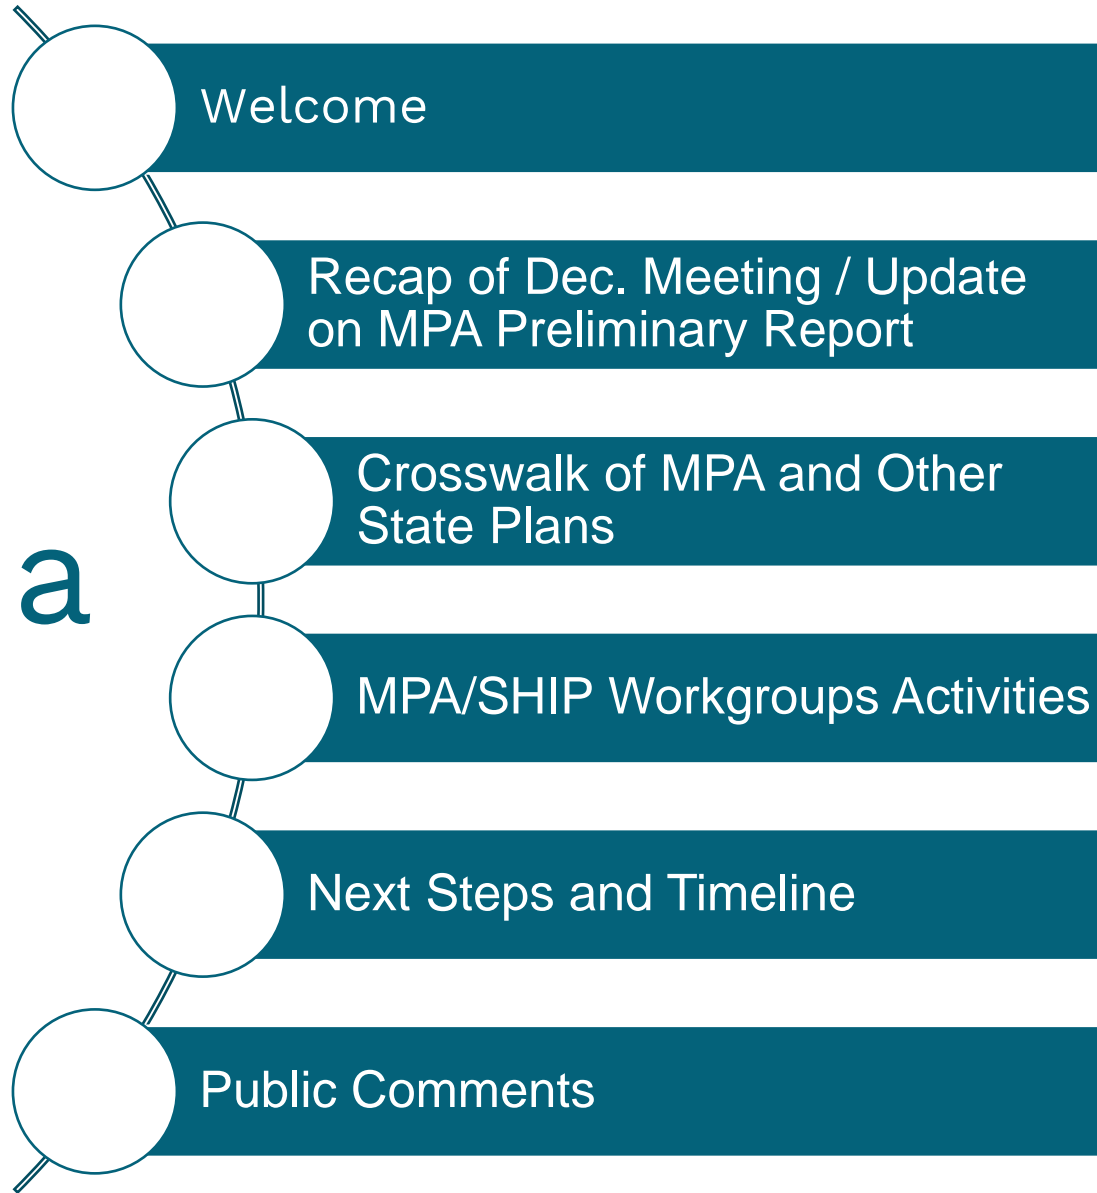 Welcome
Recap of Dec. Meeting / Update
on MPA Preliminary Report
Crosswalk of MPA and Other
State Plans
a
MPA/SHIP Workgroups Activities
Next Steps and Timeline
Public Comments